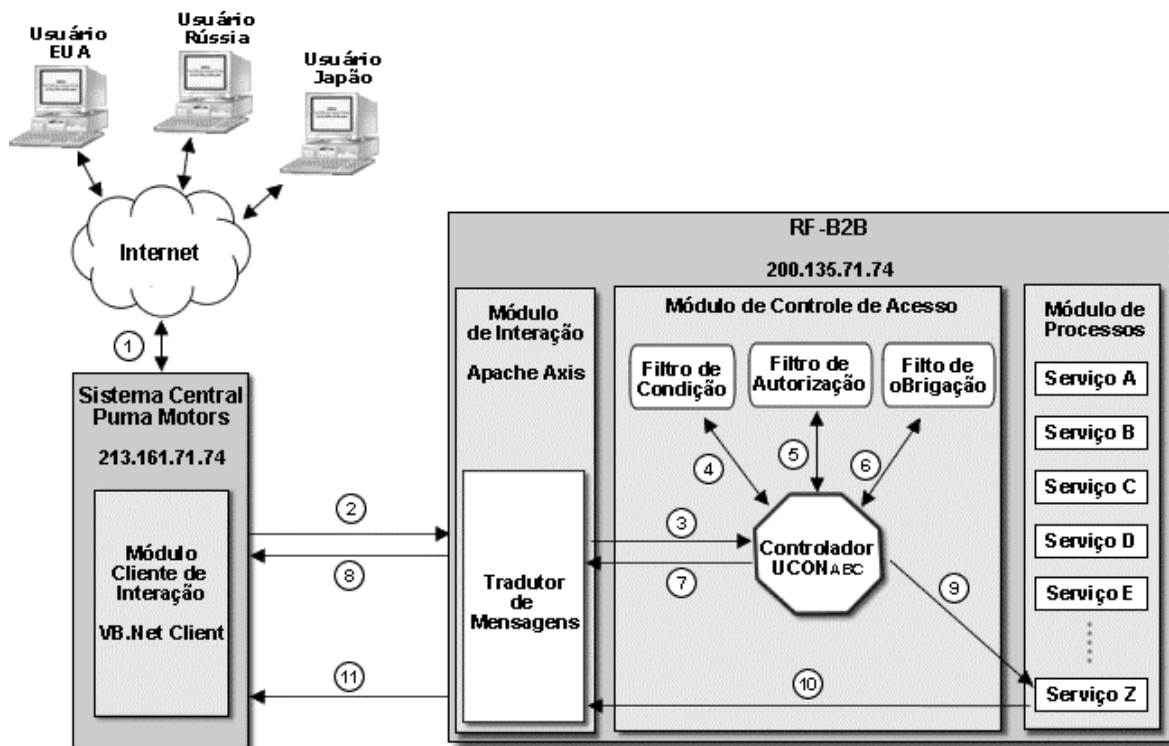 Usuário
EUA
Usuário
Rússia
Usuário
Japão
Internet
1
Sistema Central
Puma Motors
213.161.71.74
Módulo
Cliente de
Interação
VB.Net Client
2
8
11
RF-B2B
200.135.71.74
Módulo
de Interação
Apache Axis
Tradutor
de
Mensagens
Módulo de Controle de Acesso
Filtro de
Condição
Filtro de
Autorização
Filto de
oBrigação
4
5
6
3
7
Controlador
UCONABC
9
10
Módulo de
Processos
Serviço A
Serviço B
Serviço C
Serviço D
Serviço E
Serviço Z